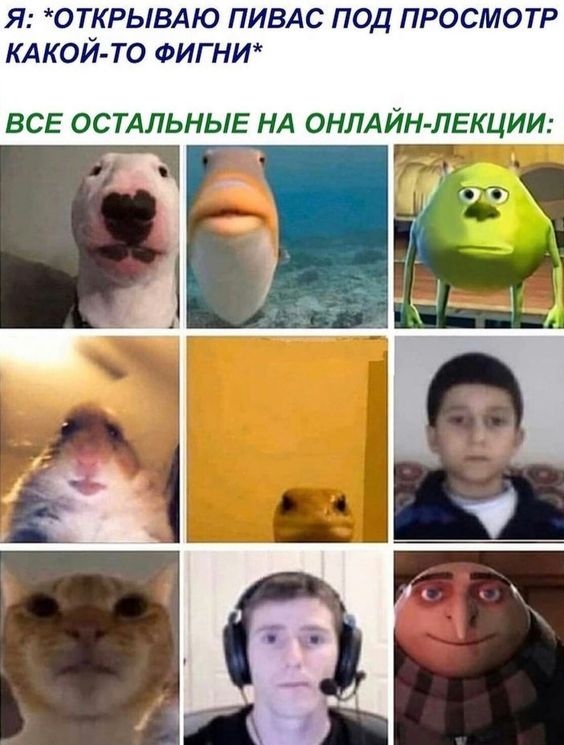 Я: *ОТКРЫВАЮ ПИВАС ПОД ПРОСМОТР
КАКОЙ-ТО ФИГНИ*
ВСЕ ОСТАЛЬНЫЕ НА ОНЛАЙН-ЛЕКЦИИ: